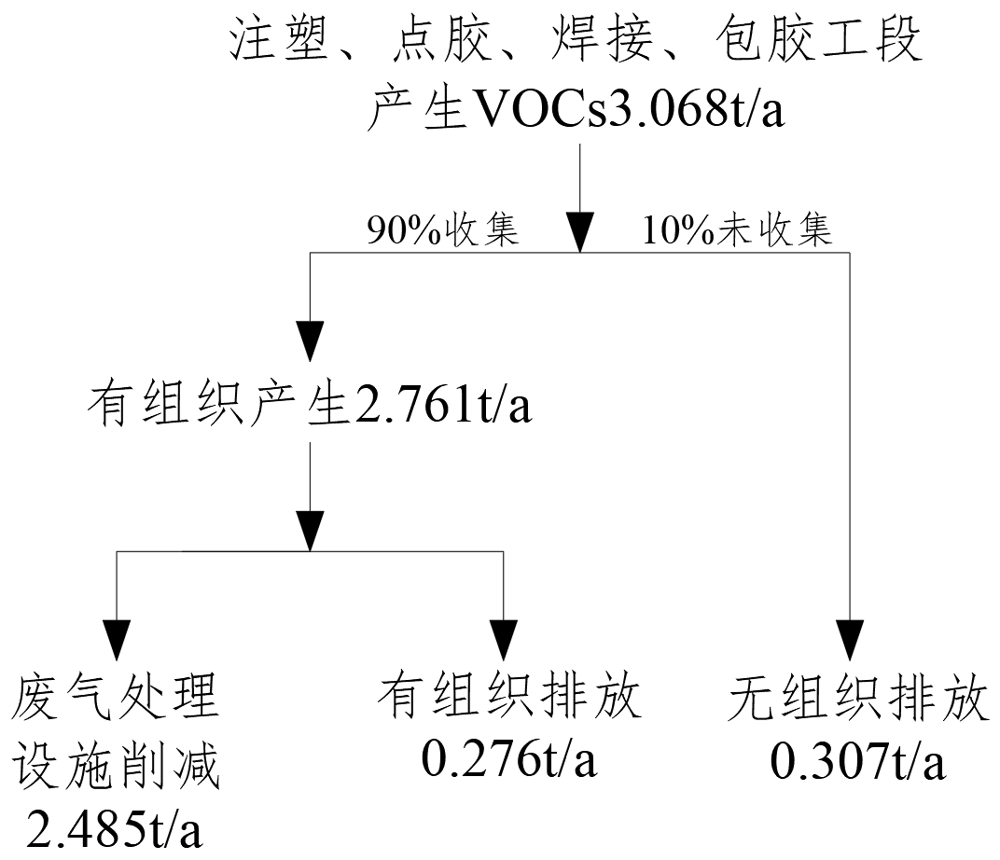 注塑、点胶、焊接、包胶工段
产生VOCs3.068t/a
90%收集
10%未收集
有组织产生2.761t/a
废气处理
设施削减
2.485t/a
有组织排放
0.276t/a
无组织排放
0.307t/a